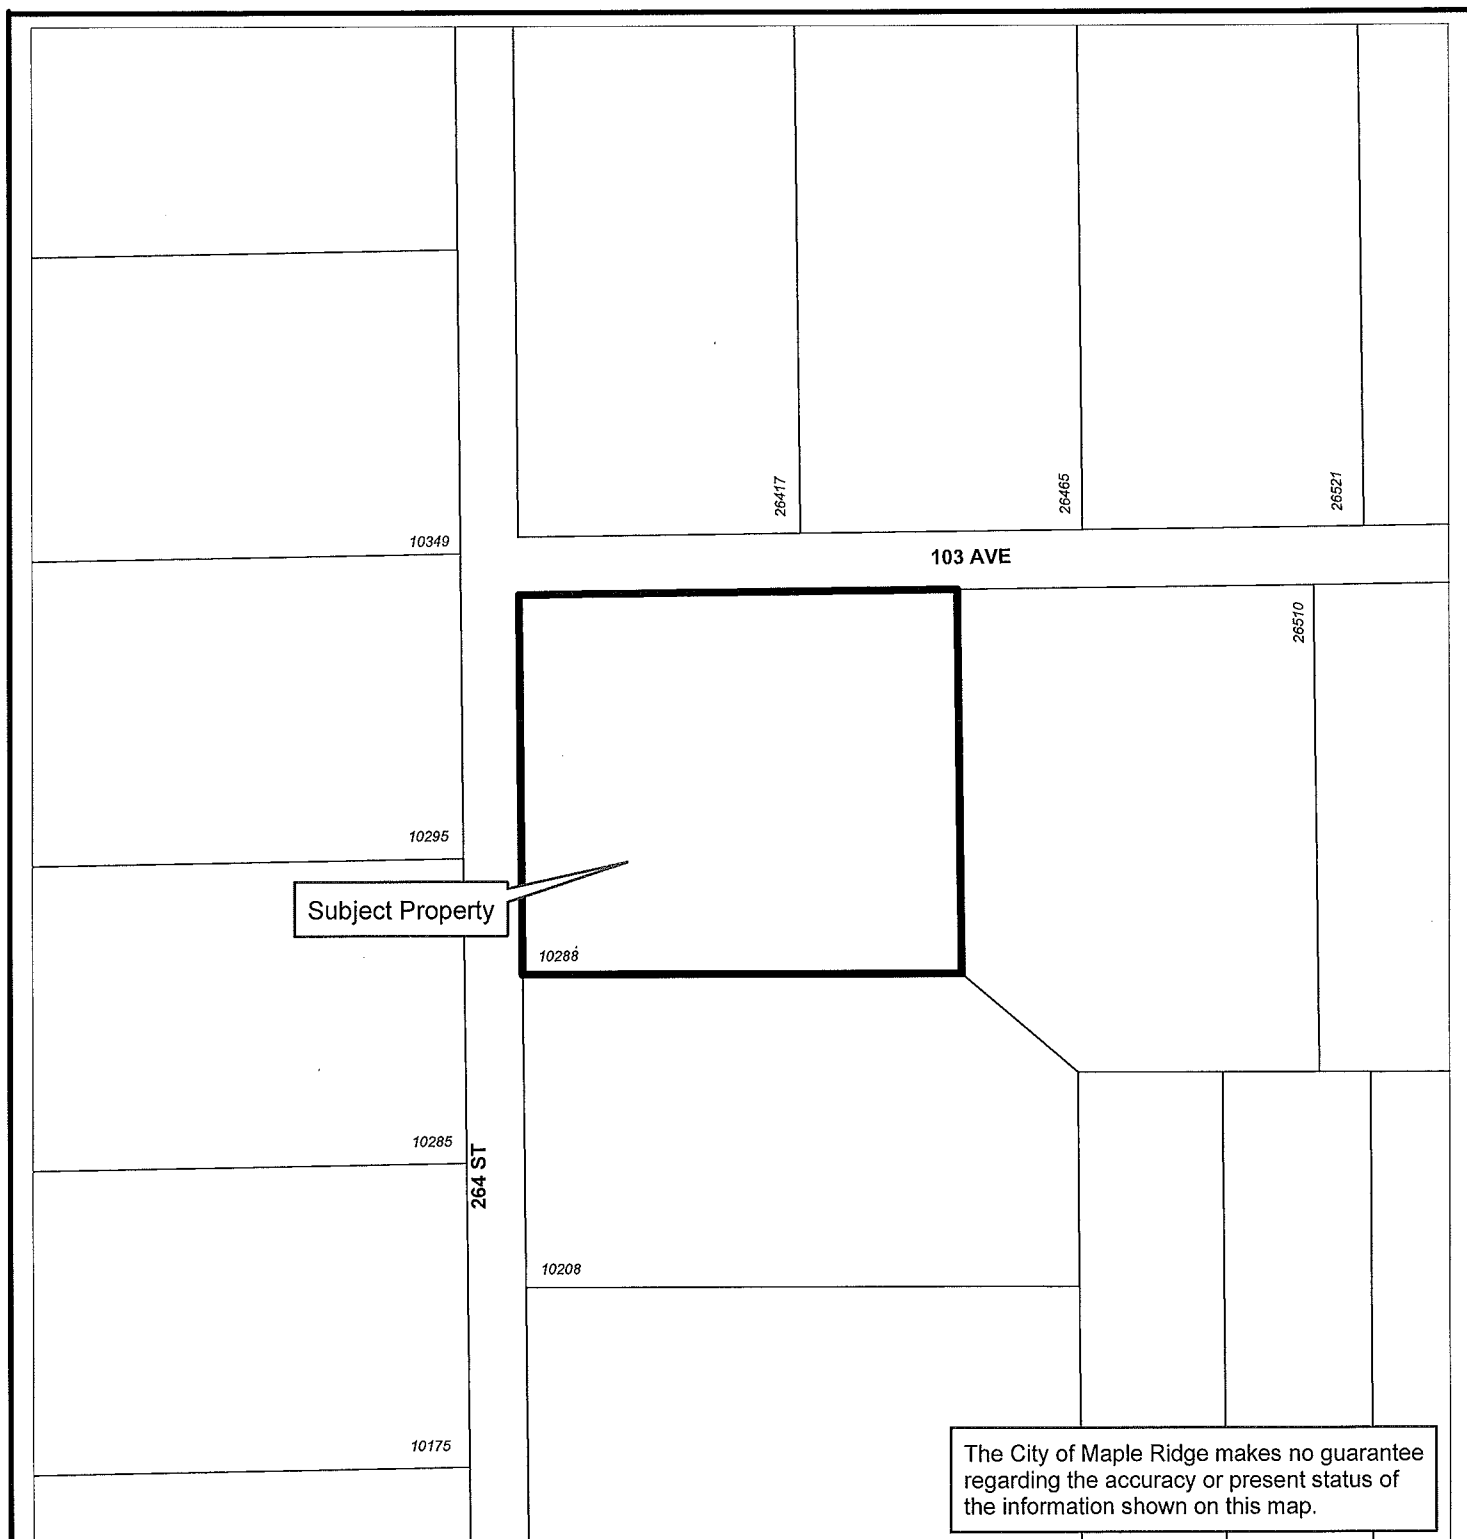 26417
26465
26521
10349
103 AVE
26510
10295
Subject Property
10288
10285
264 ST
10208
10175
The City of Maple Ridge makes no guarantee
regarding the accuracy or present status of
the information shown on this map.